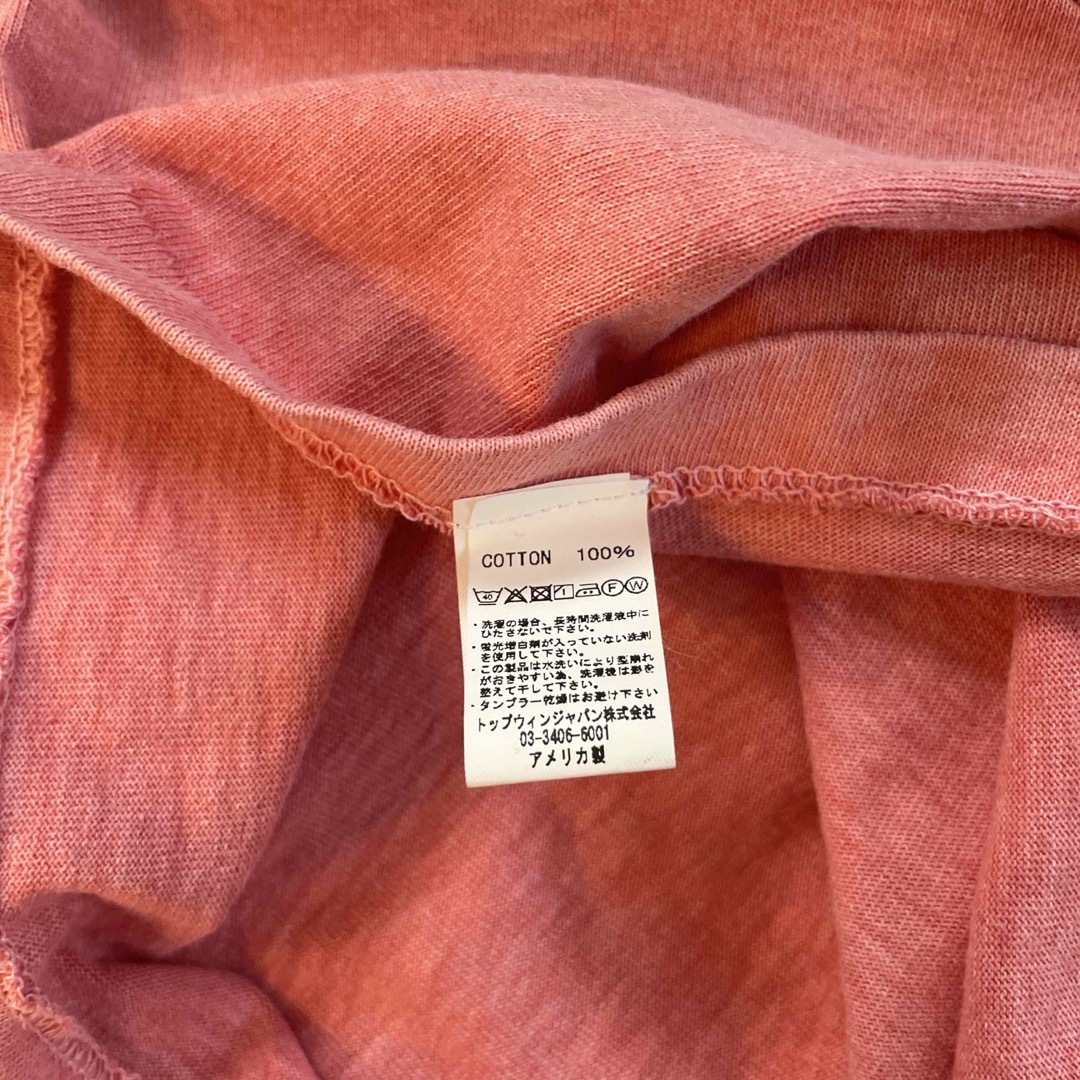 COTTON 100%
40 1 F W
・洗濯の場合、長時間洗濯液中に
ひたさないで下さい。
・蛍光増白剤が入っていない洗剤
を使用して下さい。
・この製品は水洗いにより型崩れ
がおきやすい為、洗濯後は形を
整えて干して下さい。
・タンブラー乾燥はお避け下さい
トップウィンジャパン株式会社
03-3406-6001
アメリカ製